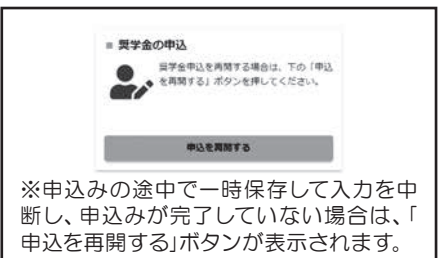 ■ 奨学金の申込
奨学金申込を再開する場合は、下の「申込
を再開する」ボタンを押してください。
申込を再開する
※申込みの途中で一時保存して入力を中
断し、申込みが完了していない場合は、「
申込を再開する」ボタンが表示されます。